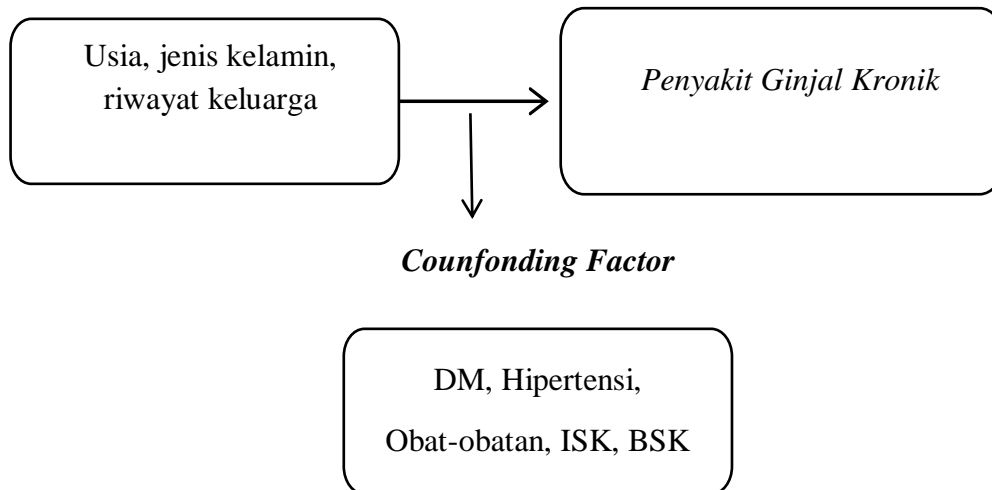 Usia, jenis kelamin,
riwayat keluarga
Penyakit Ginjal Kronik
Counfonding Factor
DM, Hipertensi,
Obat-obatan, ISK, BSK